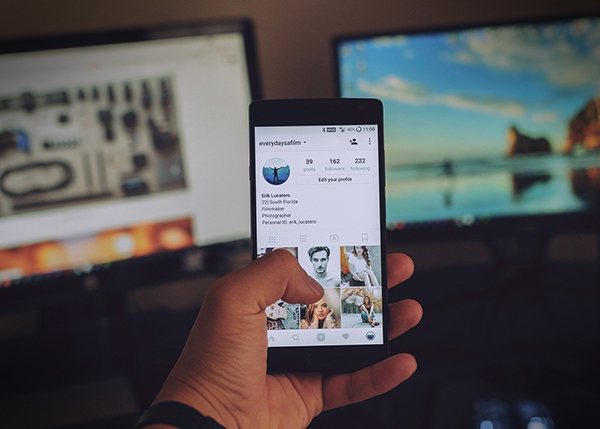 11:00
everydaysafilm
39 162 222
posts followers following
Edit your profile
Erik Lucatero
22| South Florida
Filmmaker
Photographer
Personal ID: erik_lucatero